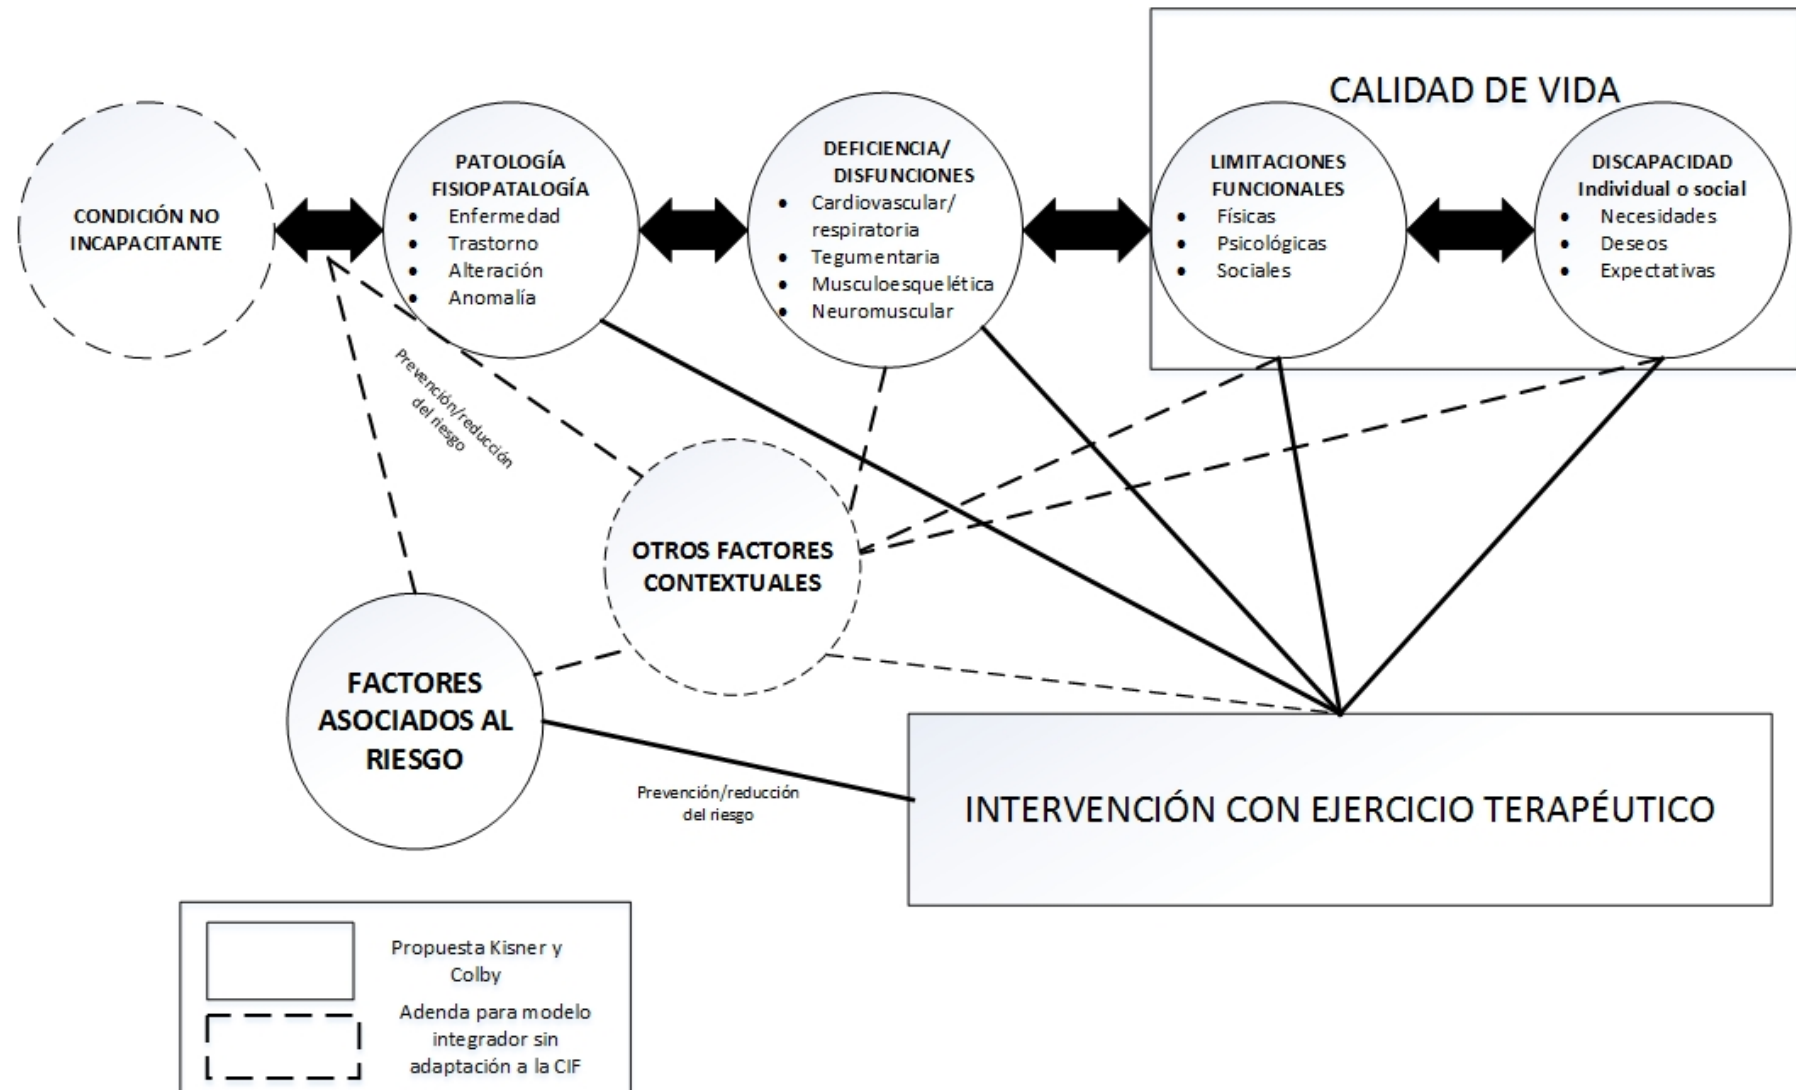 CALIDAD DE VIDA
CONDICIÓN NO
INCAPACITANTE
PATOLOGÍA
FISIOPATALOGÍA
• Enfermedad
• Trastorno
• Alteración
• Anomalía
DEFICIENCIA/
DISFUNCIONES
• Cardiovascular/
respiratoria
• Tegumentaria
• Musculoesquelética
• Neuromuscular
LIMITACIONES
FUNCIONALES
• Físicas
• Psicológicas
• Sociales
DISCAPACIDAD
Individual o social
• Necesidades
• Deseos
• Expectativas
Prevención/reducción
del riesgo
OTROS FACTORES
CONTEXTUALES
FACTORES
ASOCIADOS AL
RIESGO
Prevención/reducción
del riesgo
INTERVENCIÓN CON EJERCICIO TERAPÉUTICO
Propuesta Kisner y
Colby
Adenda para modelo
integrador sin
adaptación a la CIF